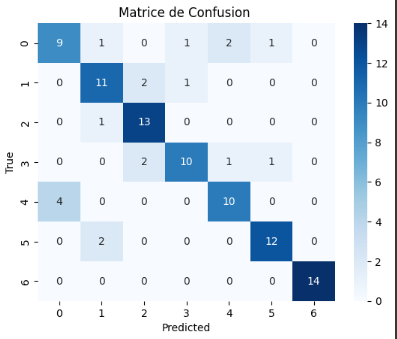 Matrice de Confusion
14
0 9 1 0 1 2 1 0
12
1 0 11 2 1 0 0 0
10
2 0 1 13 0 0 0 0
8
True
3 0 0 2 10 1 1 0
6
4 4 0 0 0 10 0 0
4
5 0 2 0 0 0 12 0
2
6 0 0 0 0 0 0 14
0
0 1 2 3 4 5 6
Predicted